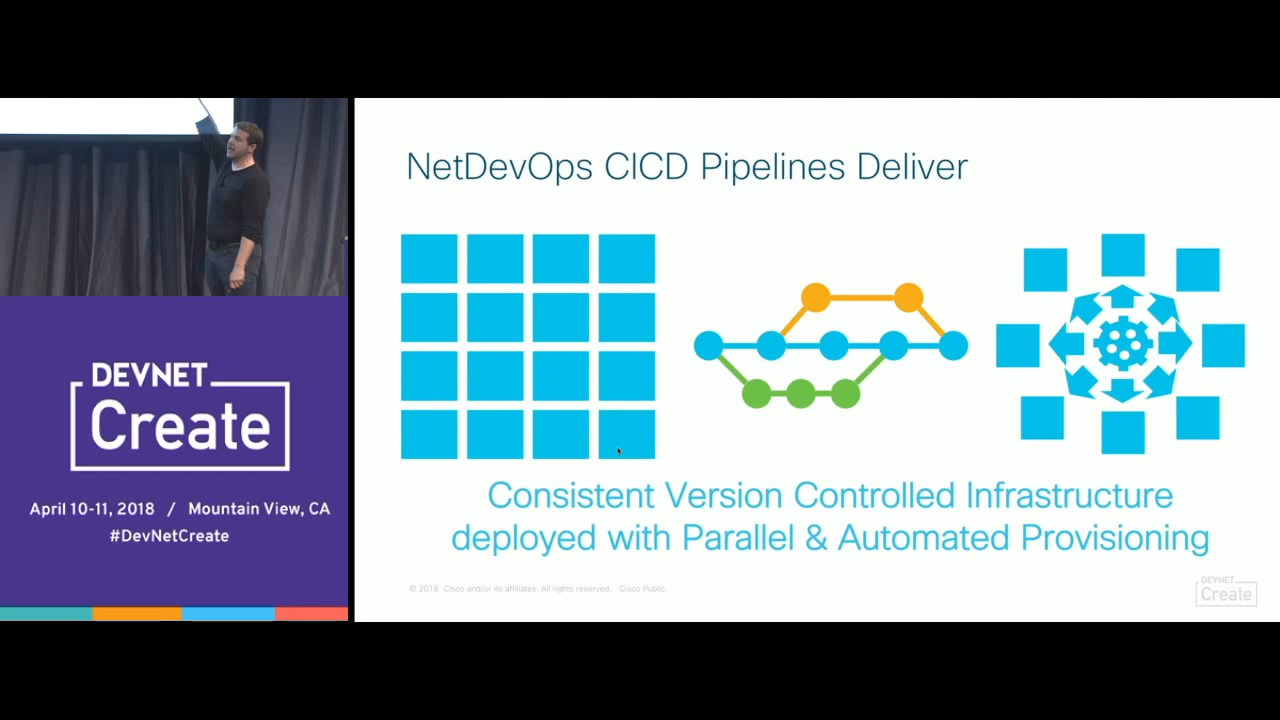 DEVNET
Create
April 10-11, 2018 / Mountain View, CA
#DevNetCreate
NetDevOps CICD Pipelines Deliver
Consistent Version Controlled Infrastructure
deployed with Parallel & Automated Provisioning
© 2018 Cisco and/or its affiliates. All rights reserved. Cisco Public
DEVNET
Create